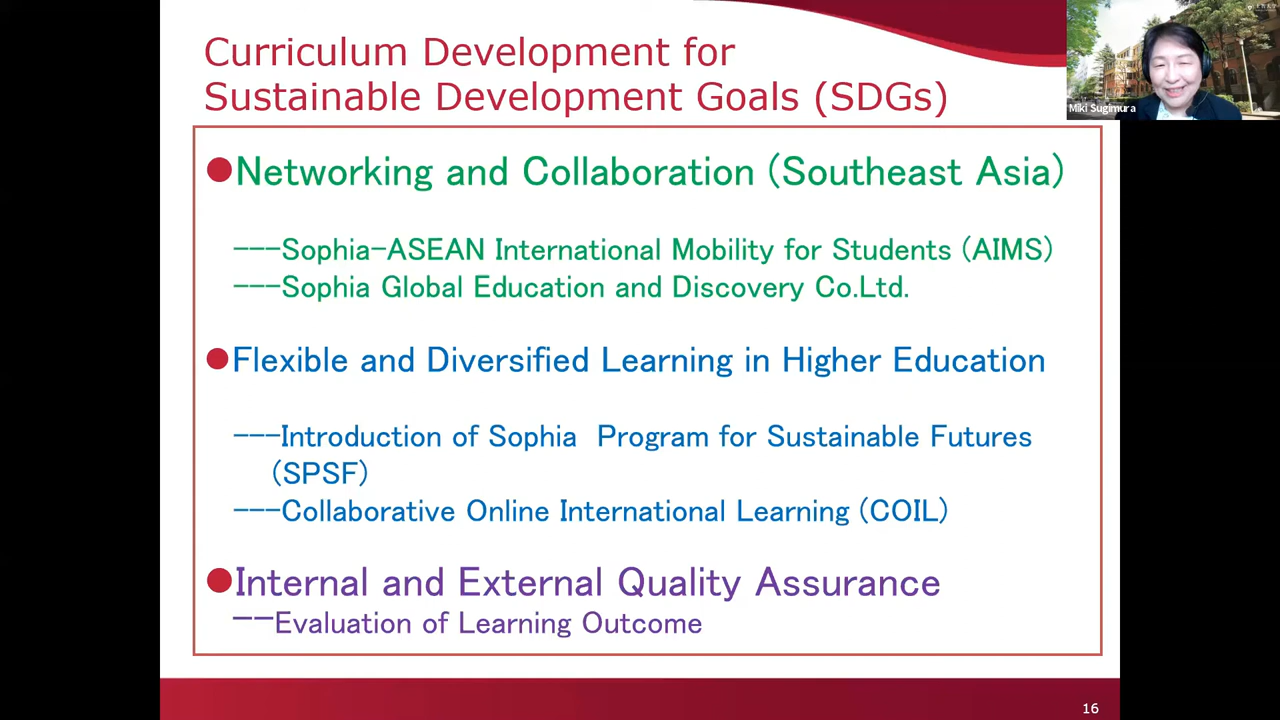 Curriculum Development for
Sustainable Development Goals (SDGs)
Miki Sugimura
●Networking and Collaboration (Southeast Asia)
---Sophia-ASEAN International Mobility for Students (AIMS)
---Sophia Global Education and Discovery Co.Ltd.
●Flexible and Diversified Learning in Higher Education
---Introduction of Sophia Program for Sustainable Futures
(SPSF)
---Collaborative Online International Learning (COIL)
●Internal and External Quality Assurance
--Evaluation of Learning Outcome
16